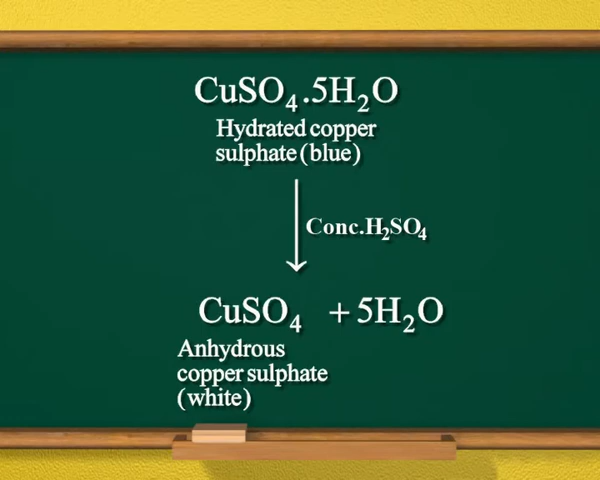 CuSO₄.5H₂O
Hydrated copper
sulphate (blue)
Conc.H₂SO₄
CuSO₄ + 5H₂O
Anhydrous
copper sulphate
(white)